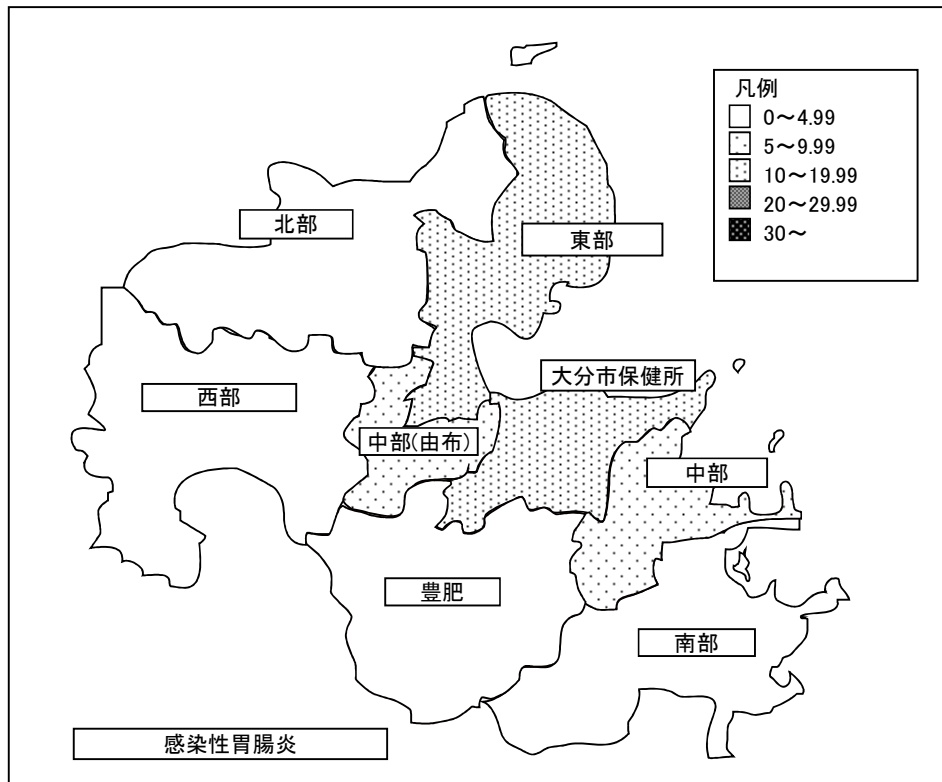 凡例
0～4.99
5～9.99
10～19.99
20～29.99
30～
北部
東部
大分市保健所
西部
中部(由布)
中部
豊肥
南部
感染性胃腸炎